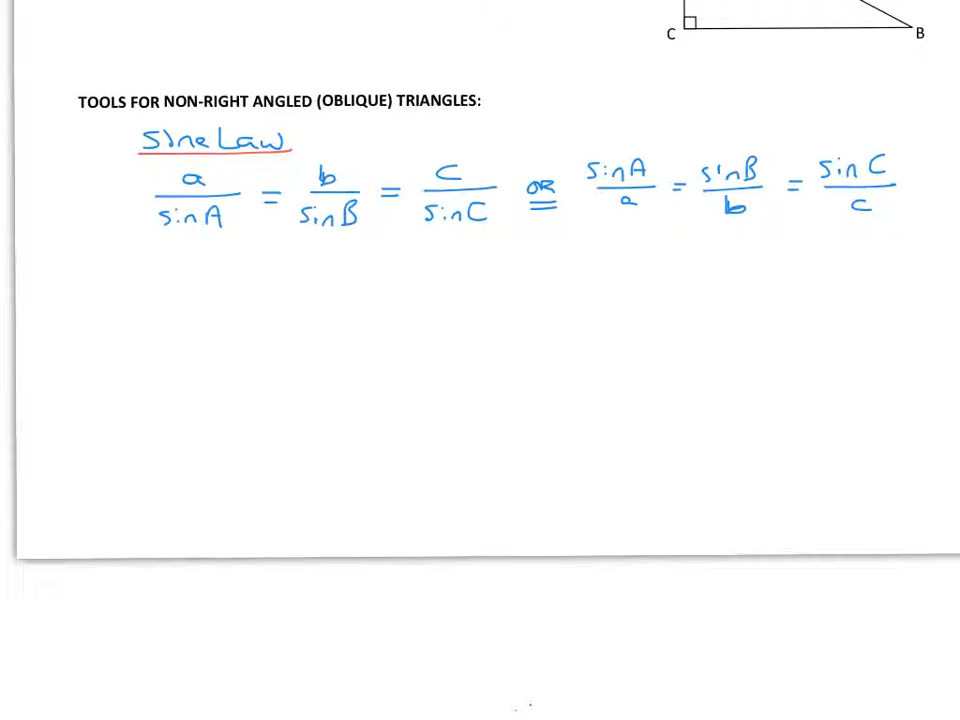 C B
TOOLS FOR NON-RIGHT ANGLED (OBLIQUE) TRIANGLES:
Sine Law
a/sinA = b/sinB = c/sinC OR sinA/a = sinB/b = sinC/c